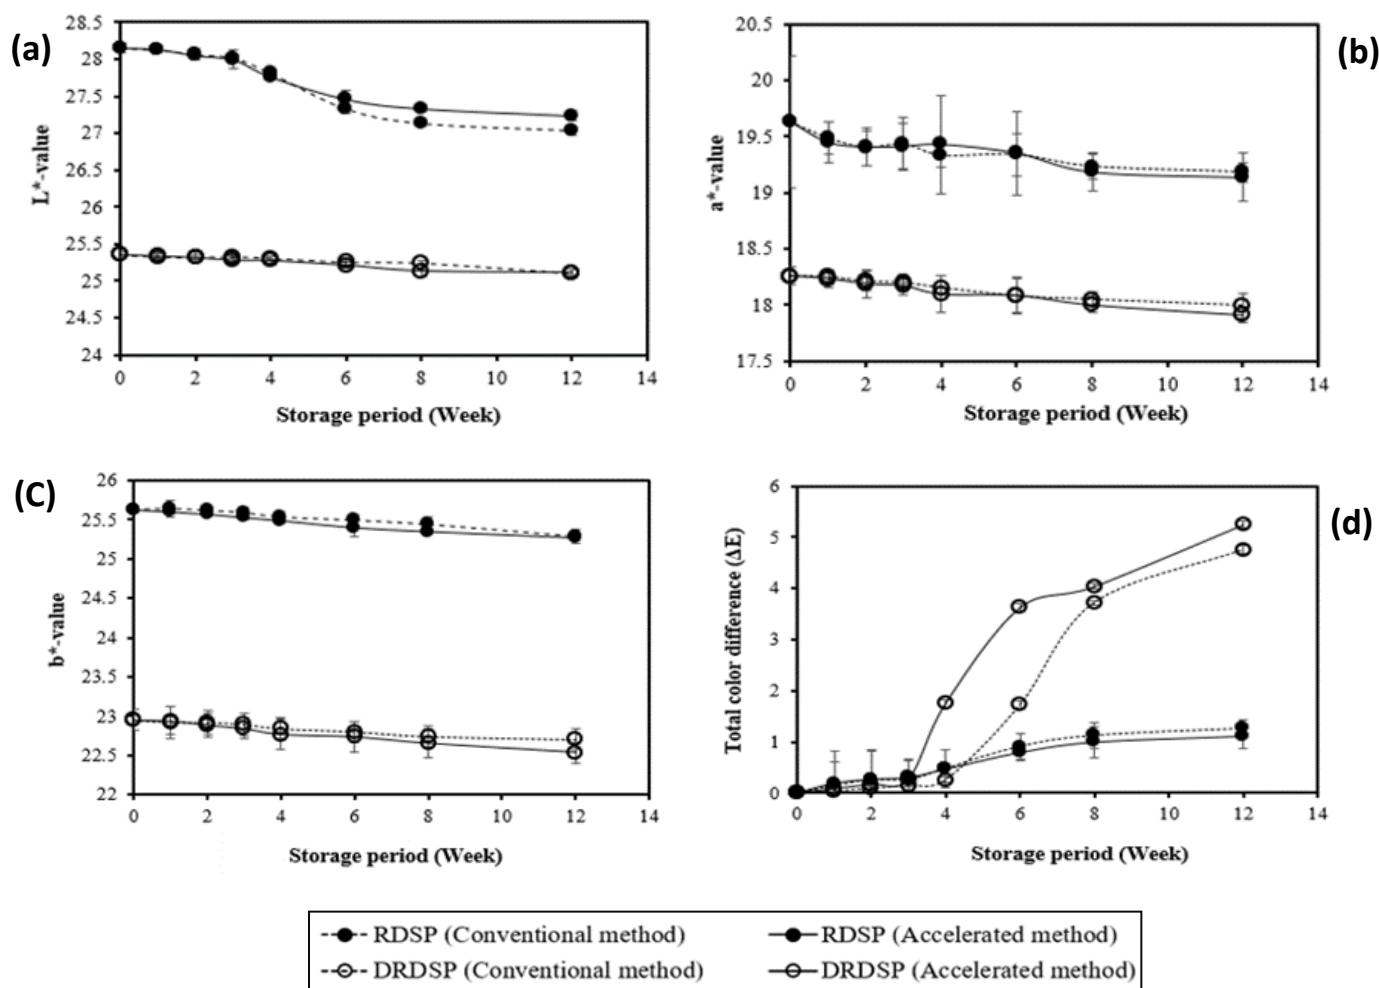 (a)
28.5
28
27.5
27
26.5
26
25.5
25
24.5
24
L*-value
0 2 4 6 8 10 12 14
Storage period (Week)
(b)
20.5
20
19.5
19
18.5
18
17.5
a*-value
0 2 4 6 8 10 12 14
Storage period (Week)
(C)
26
25.5
25
24.5
24
23.5
23
22.5
22
b*-value
0 2 4 6 8 10 12 14
Storage period (Week)
(d)
6
5
4
3
2
1
0
Total color difference (ΔE)
0 2 4 6 8 10 12 14
Storage period (Week)
RDSP (Conventional method) RDSP (Accelerated method)
DRDSP (Conventional method) DRDSP (Accelerated method)